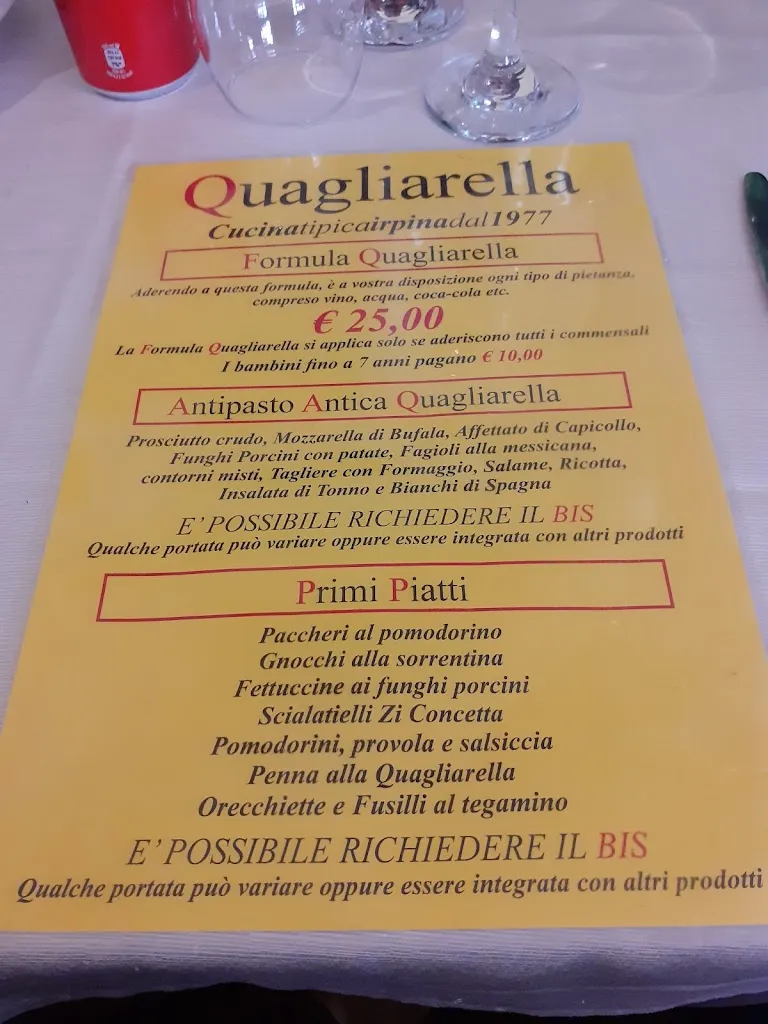 Quagliarella
Cucinatipicairpinadal1977
Formula Quagliarella
Aderendo a questa formula, è a vostra disposizione ogni tipo di pietanza,
compreso vino, acqua, coca-cola etc.
€ 25,00
La Formula Quagliarella si applica solo se aderiscono tutti i commensali
I bambini fino a 7 anni pagano € 10,00
Antipasto Antica Quagliarella
Prosciutto crudo, Mozzarella di Bufala, Affettato di Capicollo,
Funghi Porcini con patate, Fagioli alla messicana,
contorni misti, Tagliere con Formaggio, Salame, Ricotta,
Insalata di Tonno e Bianchi di Spagna
E' POSSIBILE RICHIEDERE IL BIS
Qualche portata può variare oppure essere integrata con altri prodotti
Primi Piatti
Paccheri al pomodorino
Gnocchi alla sorrentina
Fettuccine ai funghi porcini
Scialatielli Zi Concetta
Pomodorini, provola e salsiccia
Penna alla Quagliarella
Orecchiette e Fusilli al tegamino
E' POSSIBILE RICHIEDERE IL BIS
Qualche portata può variare oppure essere integrata con altri prodotti